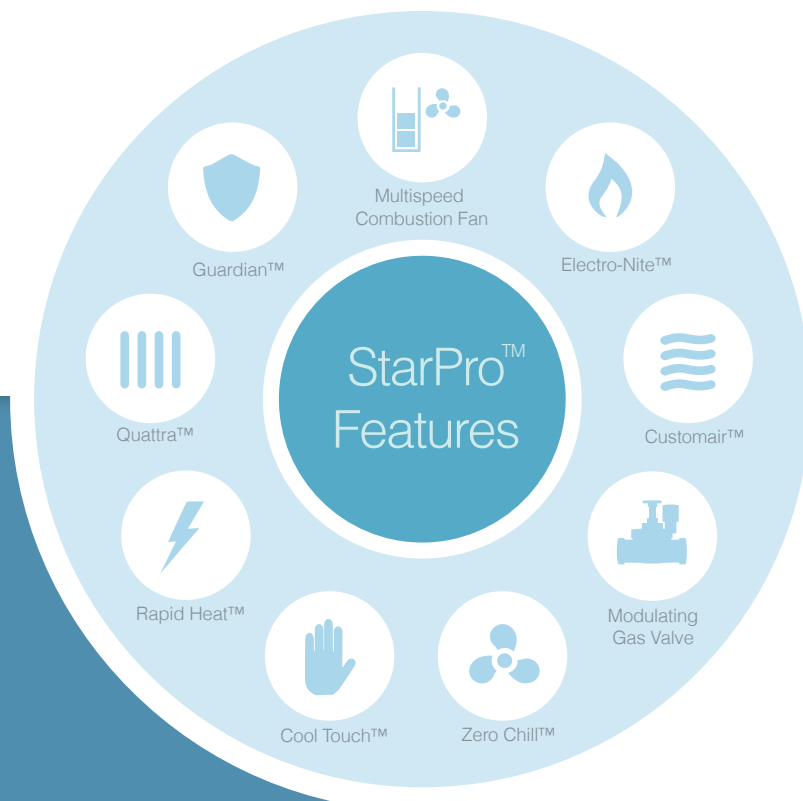 Multispeed
Combustion Fan
Guardian™
Electro-Nite™
StarPro™
Features
Quattra™
Customair™
Rapid Heat™
Modulating
Gas Valve
Cool Touch™
Zero Chill™